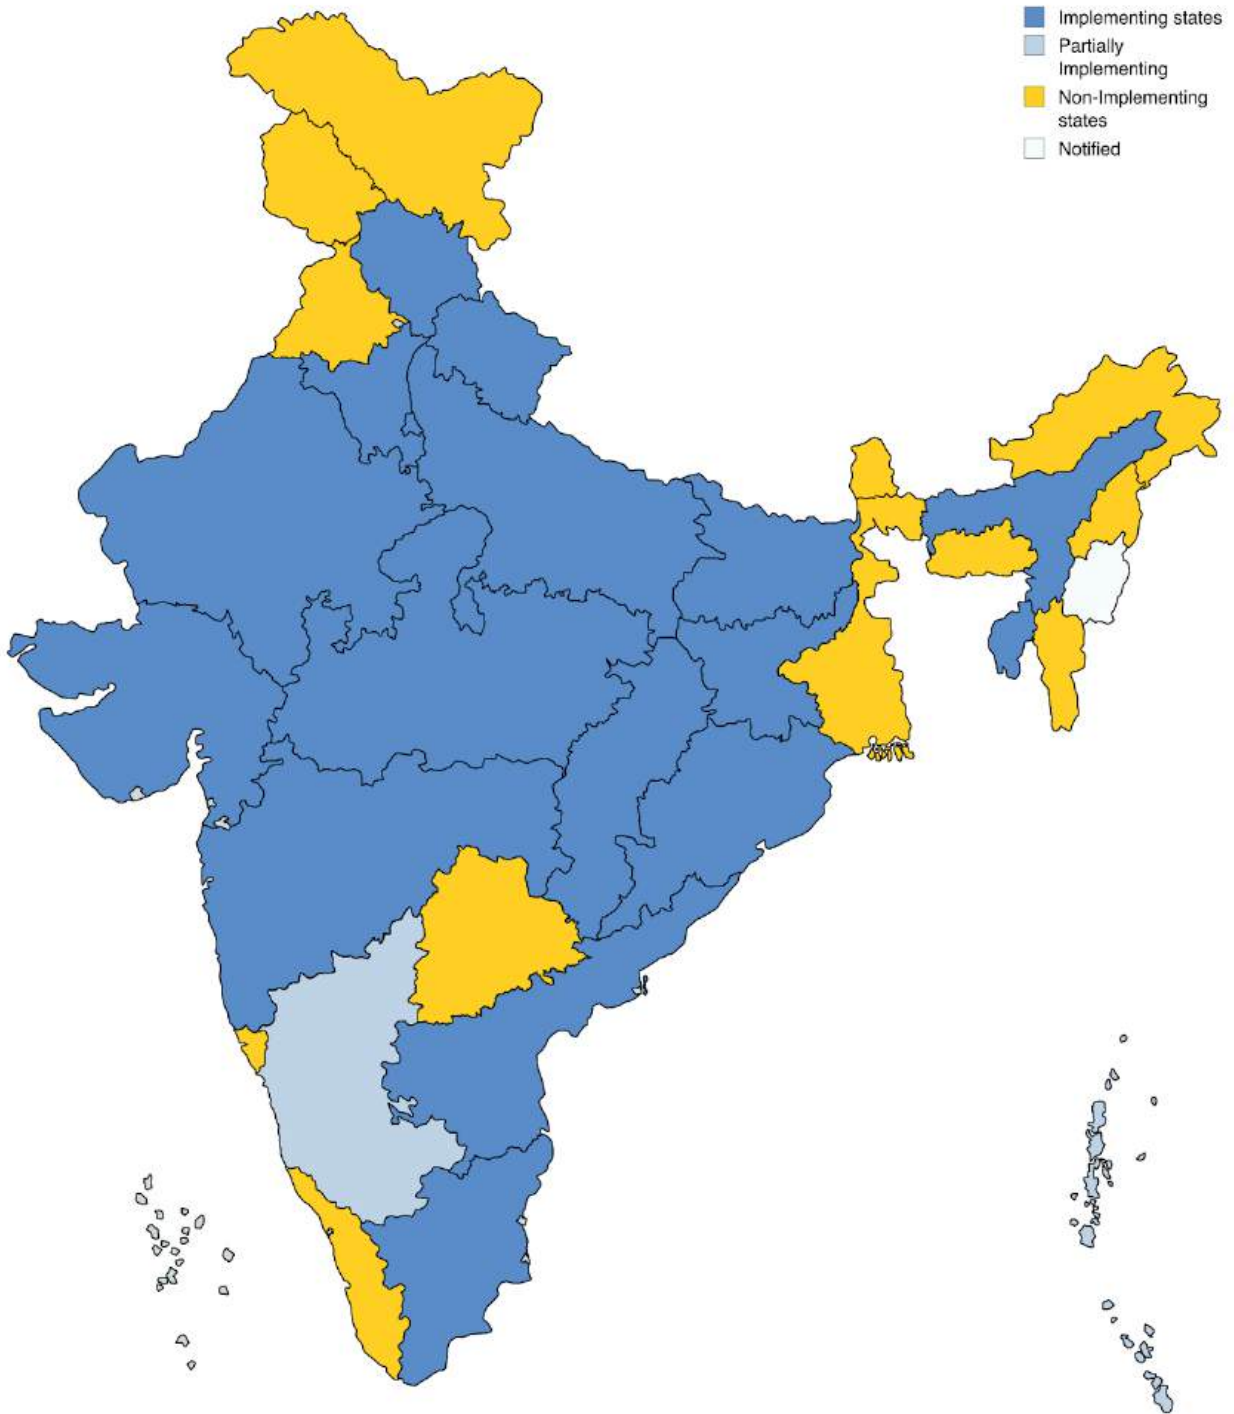 Implementing states
Partially
Implementing
Non-Implementing
states
Notified